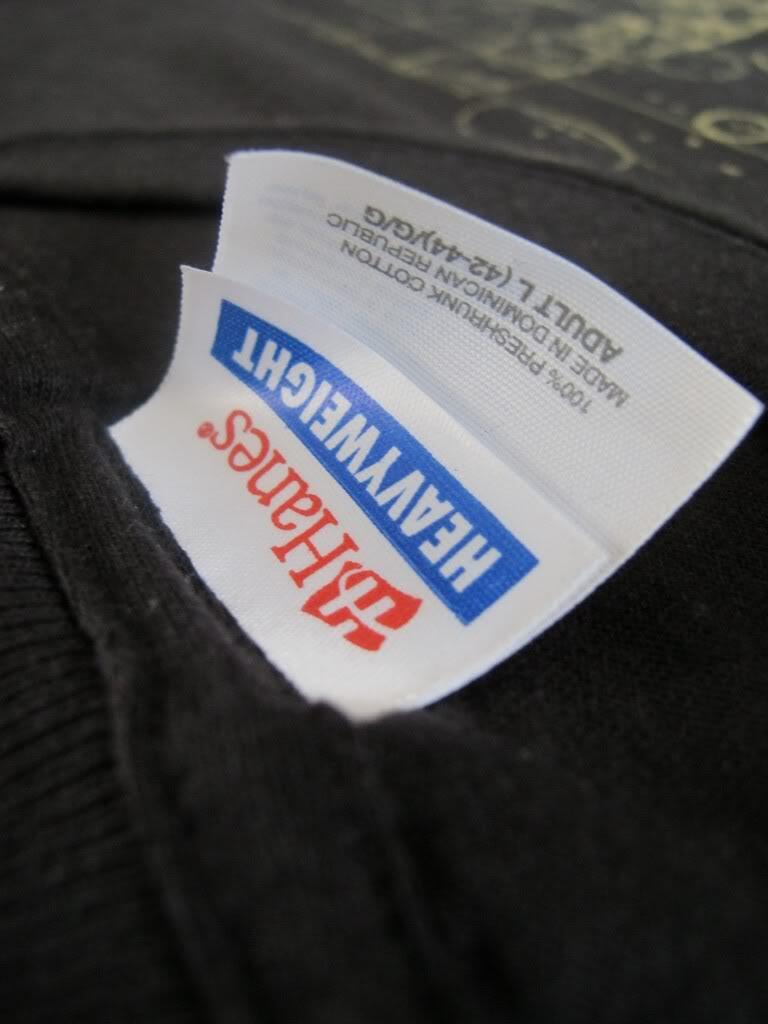 Hanes®
HEAVYWEIGHT
100% PRESHRUNK COTTON
MADE IN DOMINICAN REPUBLIC
ADULT L (42-44)/G/G